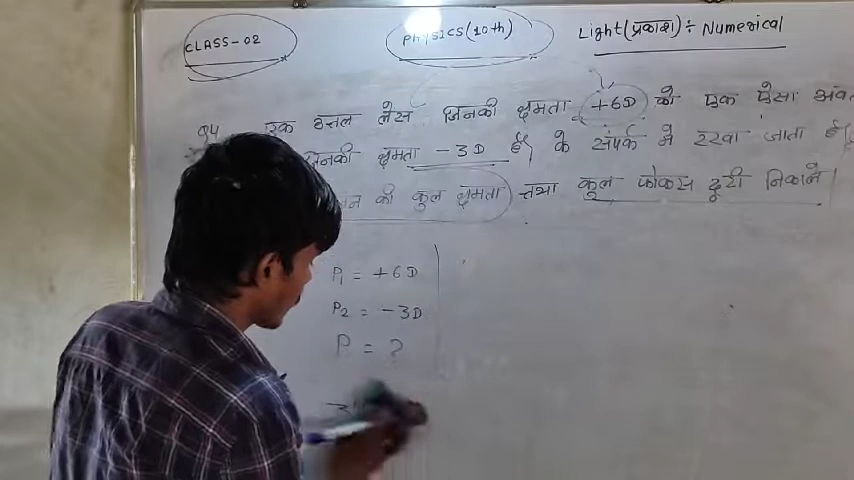 CLASS-02
PHYSICS(10th)
Light(प्रकाश) ÷ Numerical
Q4 एक उत्तल लेंस जिनकी क्षमता +6D को एक ऐसा
जिनकी क्षमता -3D है, के संपर्क में रखा जाता है
की कुल क्षमता तथा कुल फोकस दूरी निकालें
P₁ = +6D
P₂ = -3D
P = ?